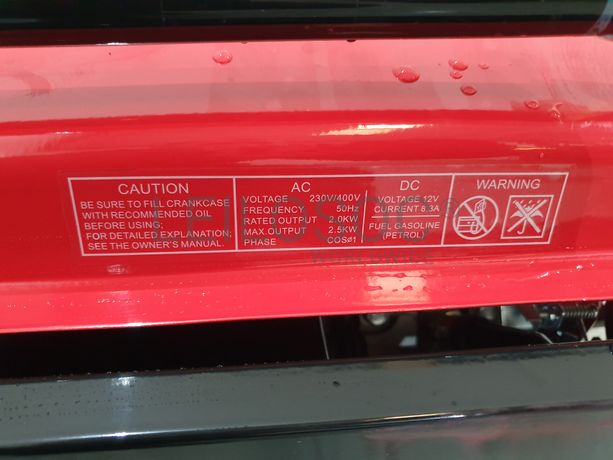 CAUTION
BE SURE TO FILL CRANKCASE
WITH RECOMMENDED OIL
BEFORE USING;
FOR DETAILED EXPLANATION;
SEE THE OWNER'S MANUAL.
AC
VOLTAGE 230V/400V
FREQUENCY 50Hz
RATED OUTPUT 2.0KW
MAX.OUTPUT 2.5KW
PHASE COSø1
DC
VOLTAGE 12V
CURRENT 8.3A
FUEL GASOLINE
(PETROL)
WARNING